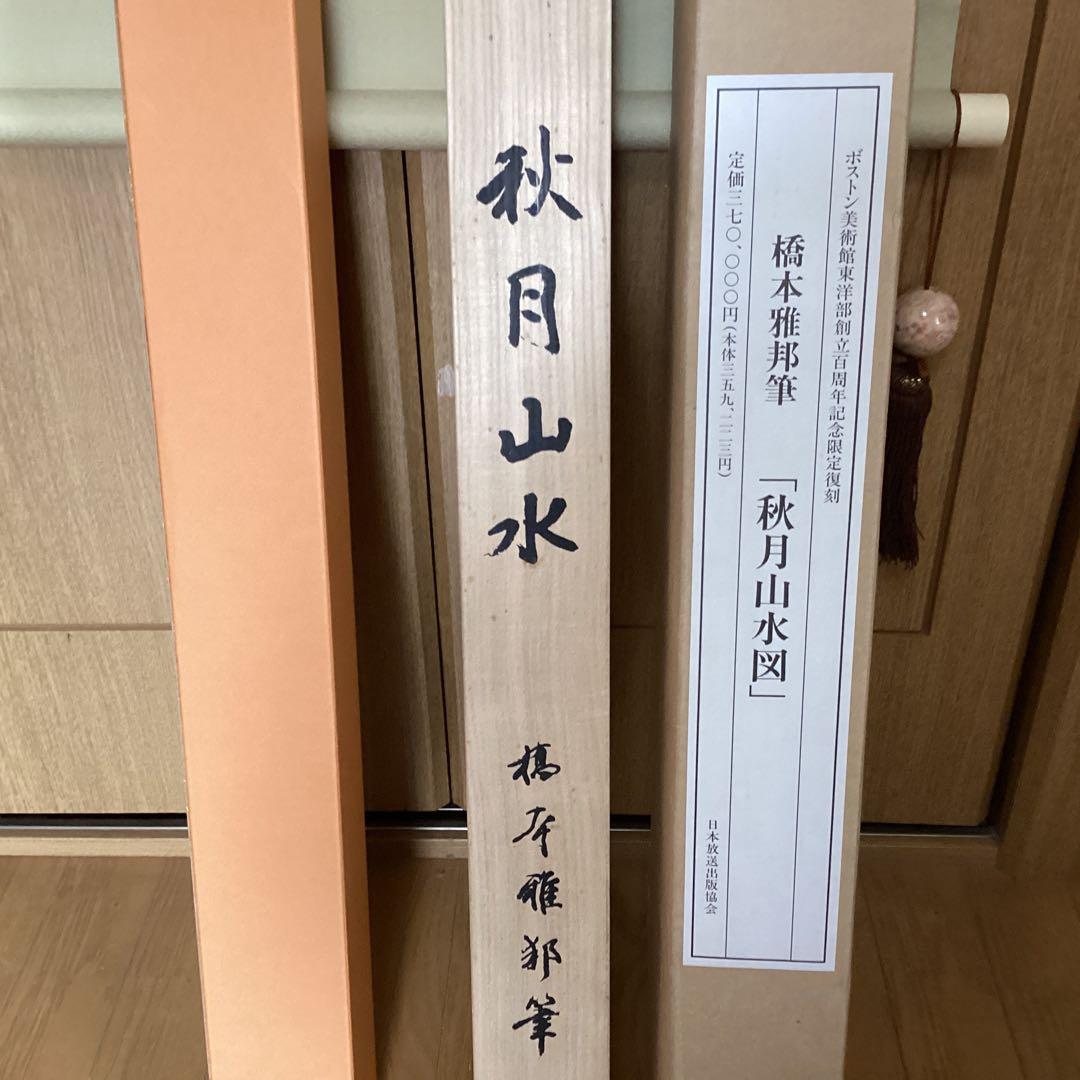 ボストン美術館東洋部創立百周年記念限定復刻
橋本雅邦筆 「秋月山水図」
定価三七〇、〇〇〇円(本体三五九、二二三円)
日本放送出版協会
秋月山水
橋本雅邦筆